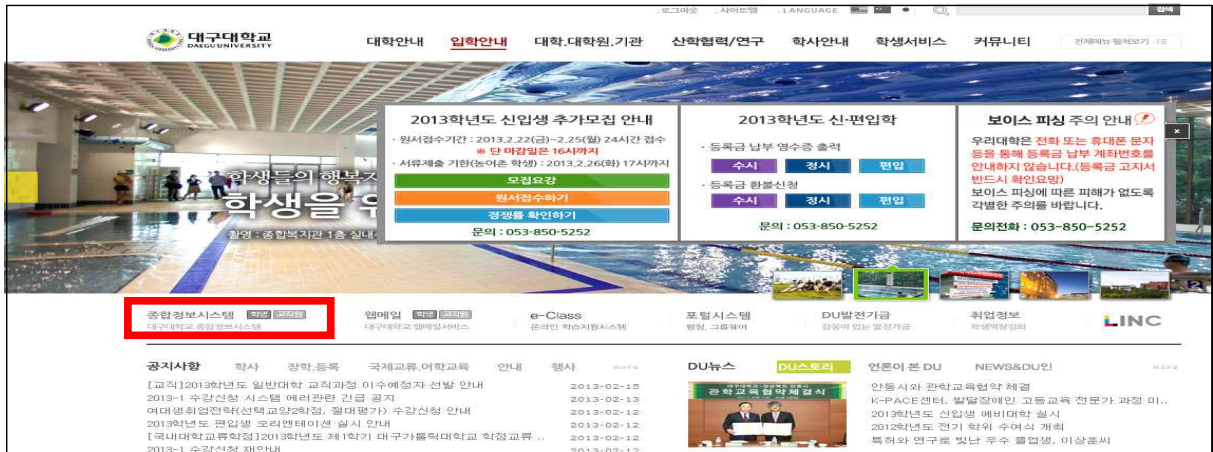 로그아웃 .사이트맵 .LANGUAGE 검색
대구대학교
DAEGU UNIVERSITY
대학안내 입학안내 대학.대학원.기관 산학협력/연구 학사안내 학생서비스 커뮤니티 전체메뉴 펼쳐보기
2013학년도 신입생 추가모집 안내
· 원서접수기간 : 2013.2.22(금)~2.25(월) 24시간 접수
※ 단 마감일은 16시까지
· 서류제출 기한(농어촌 학생) : 2013.2.26(화) 17시까지
모집요강
원서접수하기
경쟁률 확인하기
문의 : 053-850-5252
2013학년도 신·편입학
· 등록금 납부 영수증 출력
수시 정시 편입
· 등록금 환불신청
수시 정시 편입
문의 : 053-850-5252
보이스 피싱 주의 안내
우리대학은 전화 또는 휴대폰 문자
등을 통해 등록금 납부 계좌번호를
안내하지 않습니다.(등록금 고지서
반드시 확인요망)
보이스 피싱에 따른 피해가 없도록
각별한 주의를 바랍니다.
문의전화 : 053-850-5252
x
학생들의 행복지
학생을 위
촬영 : 종합복지관 1층 실내수
종합정보시스템 학생 교직원
대구대학교 종합정보시스템
웹메일 학생 교직원
대구대학교 웹메일서비스
e-Class
온라인 학습지원시스템
포털시스템
행정, 그룹웨어
DU발전기금
감동이 있는 발전기금
취업정보
학생역량강화
LINC
공지사항 학사 장학.등록 국제교류.어학교육 안내 행사 more
[교직]2013학년도 일반대학 교직과정 이수예정자 선발 안내 2013-02-15
2013-1 수강신청 시스템 에러관련 긴급 공지 2013-02-13
여대생취업전략(선택교양2학점, 절대평가) 수강신청 안내 2013-02-12
2013학년도 편입생 오리엔테이션 실시 안내 2013-02-12
[국내대학교류학점]2013학년도 제1학기 대구가톨릭대학교 학점교류 .. 2013-02-12
2013-1 수강신청 재안내 2013-02-12
DU뉴스 DU스토리 언론이 본 DU NEWS&DU인 more
관학교육협약체결식
안동시와 관학교육협약 체결
K-PACE센터, 발달장애인 고등교육 전문가 과정 미..
2013학년도 신입생 예비대학 실시
2012학년도 전기 학위 수여식 개최
특허와 연구로 빛난 우수 졸업생, 이상훈씨